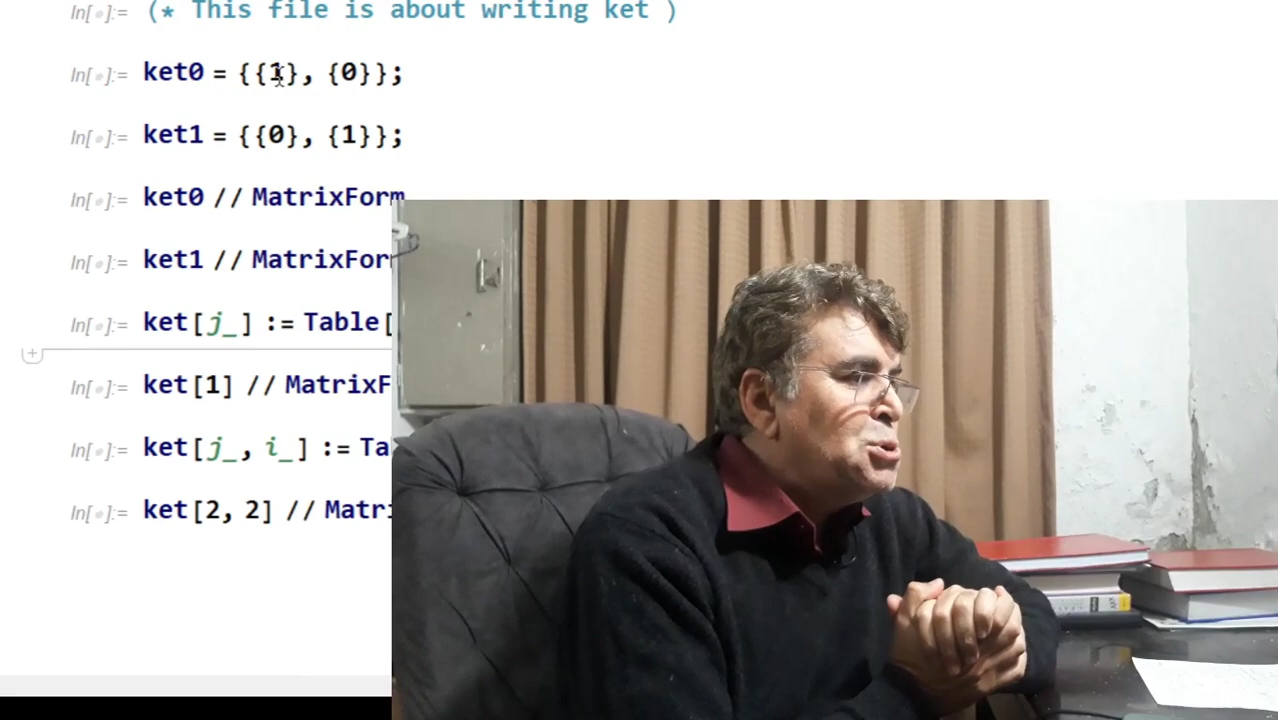 In[∘]:= (* This file is about writing ket )
In[∘]:= ket0 = {{1}, {0}};
In[∘]:= ket1 = {{0}, {1}};
In[∘]:= ket0 // MatrixForm
In[∘]:= ket1 // MatrixFor
In[∘]:= ket[j_] := Table[
In[∘]:= ket[1] // MatrixF
In[∘]:= ket[j_, i_] := Ta
In[∘]:= ket[2, 2] // Matri